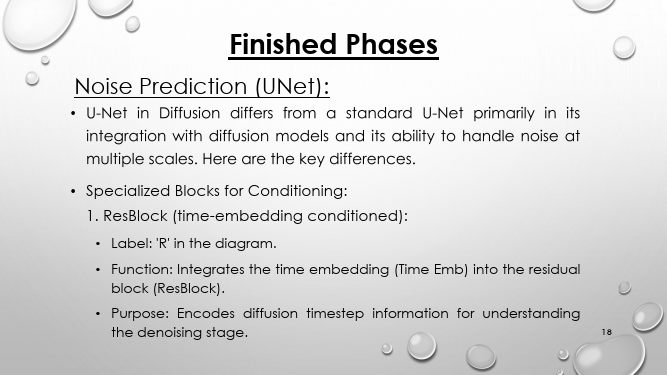 Finished Phases
Noise Prediction (UNet):
• U-Net in Diffusion differs from a standard U-Net primarily in its
integration with diffusion models and its ability to handle noise at
multiple scales. Here are the key differences.
• Specialized Blocks for Conditioning:
1. ResBlock (time-embedding conditioned):
• Label: 'R' in the diagram.
• Function: Integrates the time embedding (Time Emb) into the residual
block (ResBlock).
• Purpose: Encodes diffusion timestep information for understanding
the denoising stage.
18